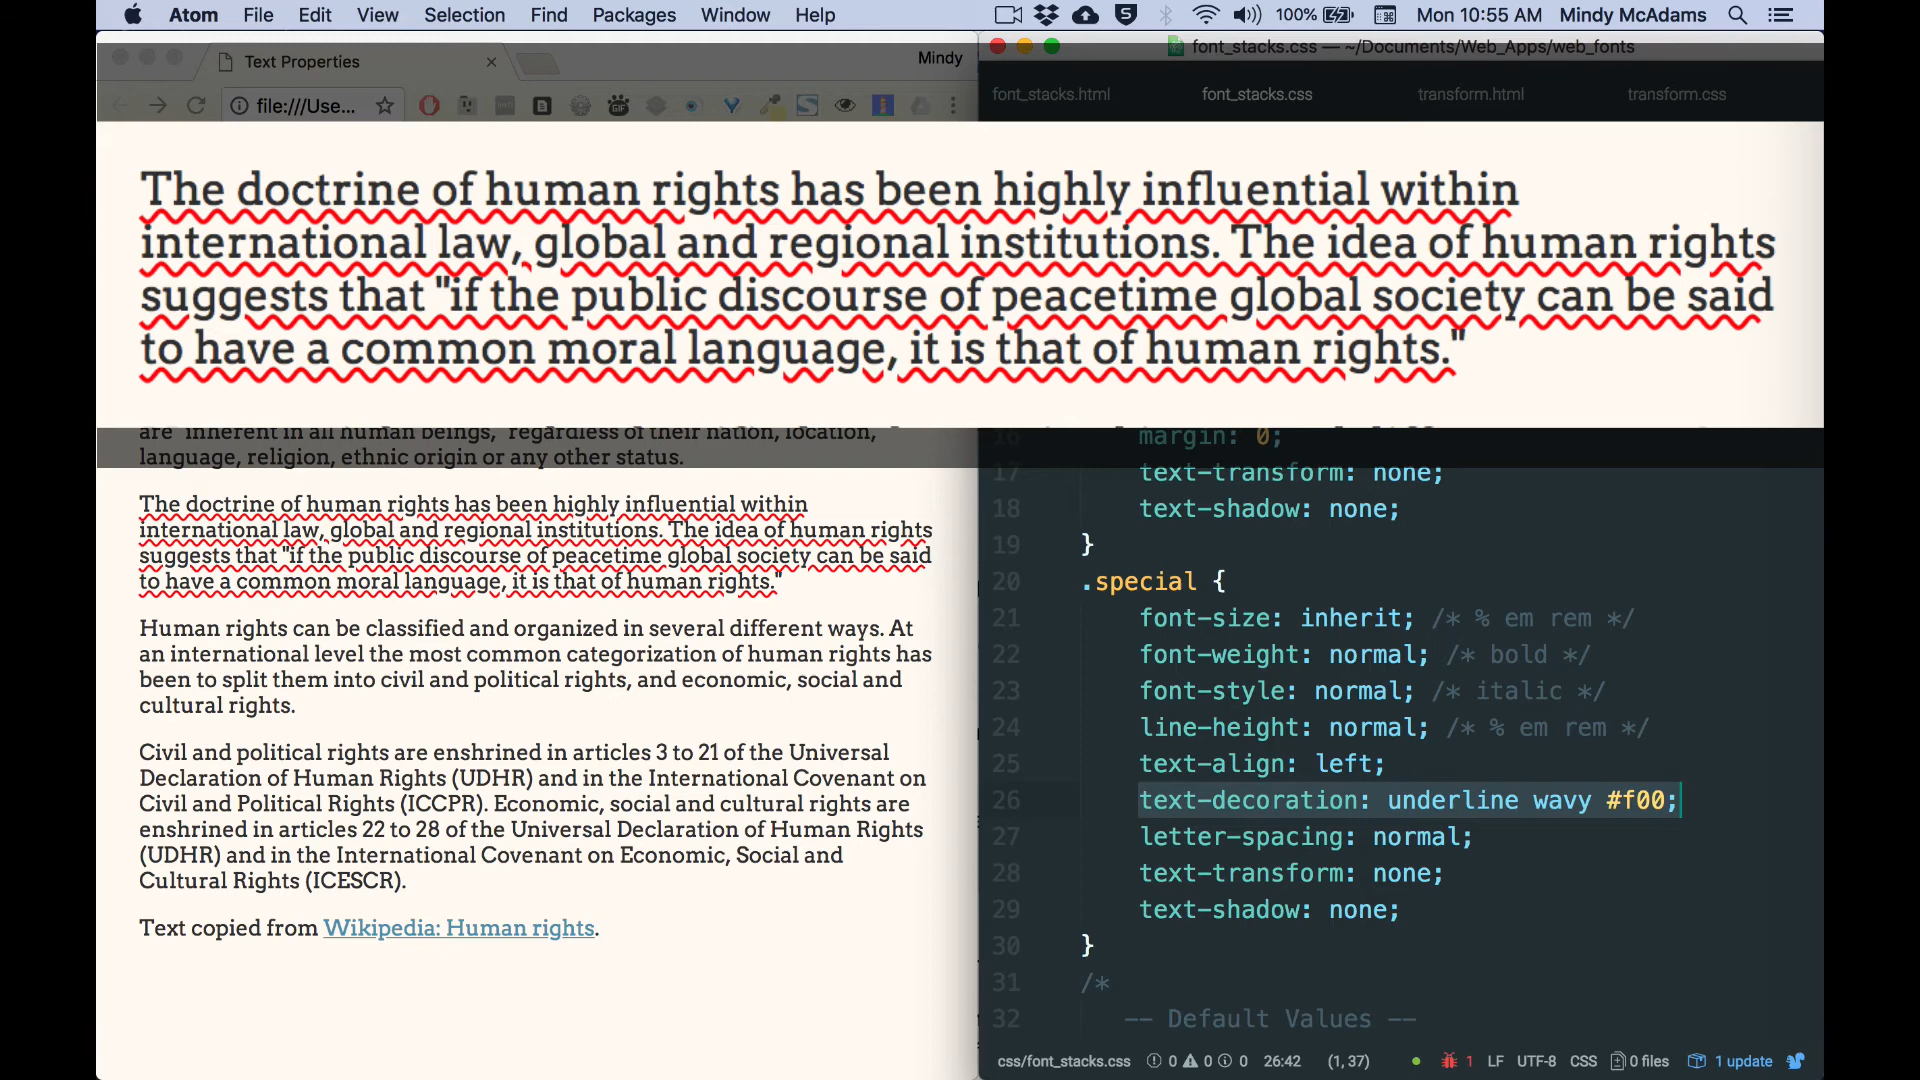 Atom File Edit View Selection Find Packages Window Help 100% Mon 10:55 AM Mindy McAdams
Text Properties Mindy
file:///Use...
font_stacks.css — ~/Documents/Web_Apps/web_fonts
font_stacks.html font_stacks.css transform.html transform.css
The doctrine of human rights has been highly influential within
international law, global and regional institutions. The idea of human rights
suggests that "if the public discourse of peacetime global society can be said
to have a common moral language, it is that of human rights."
are "inherent in all human beings," regardless of their nation, location,
language, religion, ethnic origin or any other status.
The doctrine of human rights has been highly influential within
international law, global and regional institutions. The idea of human rights
suggests that "if the public discourse of peacetime global society can be said
to have a common moral language, it is that of human rights."
Human rights can be classified and organized in several different ways. At
an international level the most common categorization of human rights has
been to split them into civil and political rights, and economic, social and
cultural rights.
Civil and political rights are enshrined in articles 3 to 21 of the Universal
Declaration of Human Rights (UDHR) and in the International Covenant on
Civil and Political Rights (ICCPR). Economic, social and cultural rights are
enshrined in articles 22 to 28 of the Universal Declaration of Human Rights
(UDHR) and in the International Covenant on Economic, Social and
Cultural Rights (ICESCR).
Text copied from Wikipedia: Human rights.
16 margin: 0;
17 text-transform: none;
18 text-shadow: none;
19 }
20 .special {
21 font-size: inherit; /* % em rem */
22 font-weight: normal; /* bold */
23 font-style: normal; /* italic */
24 line-height: normal; /* % em rem */
25 text-align: left;
26 text-decoration: underline wavy #f00;
27 letter-spacing: normal;
28 text-transform: none;
29 text-shadow: none;
30 }
31 /*
32 -- Default Values --
css/font_stacks.css 0 0 0 26:42 (1, 37) 1 LF UTF-8 CSS 0 files 1 update